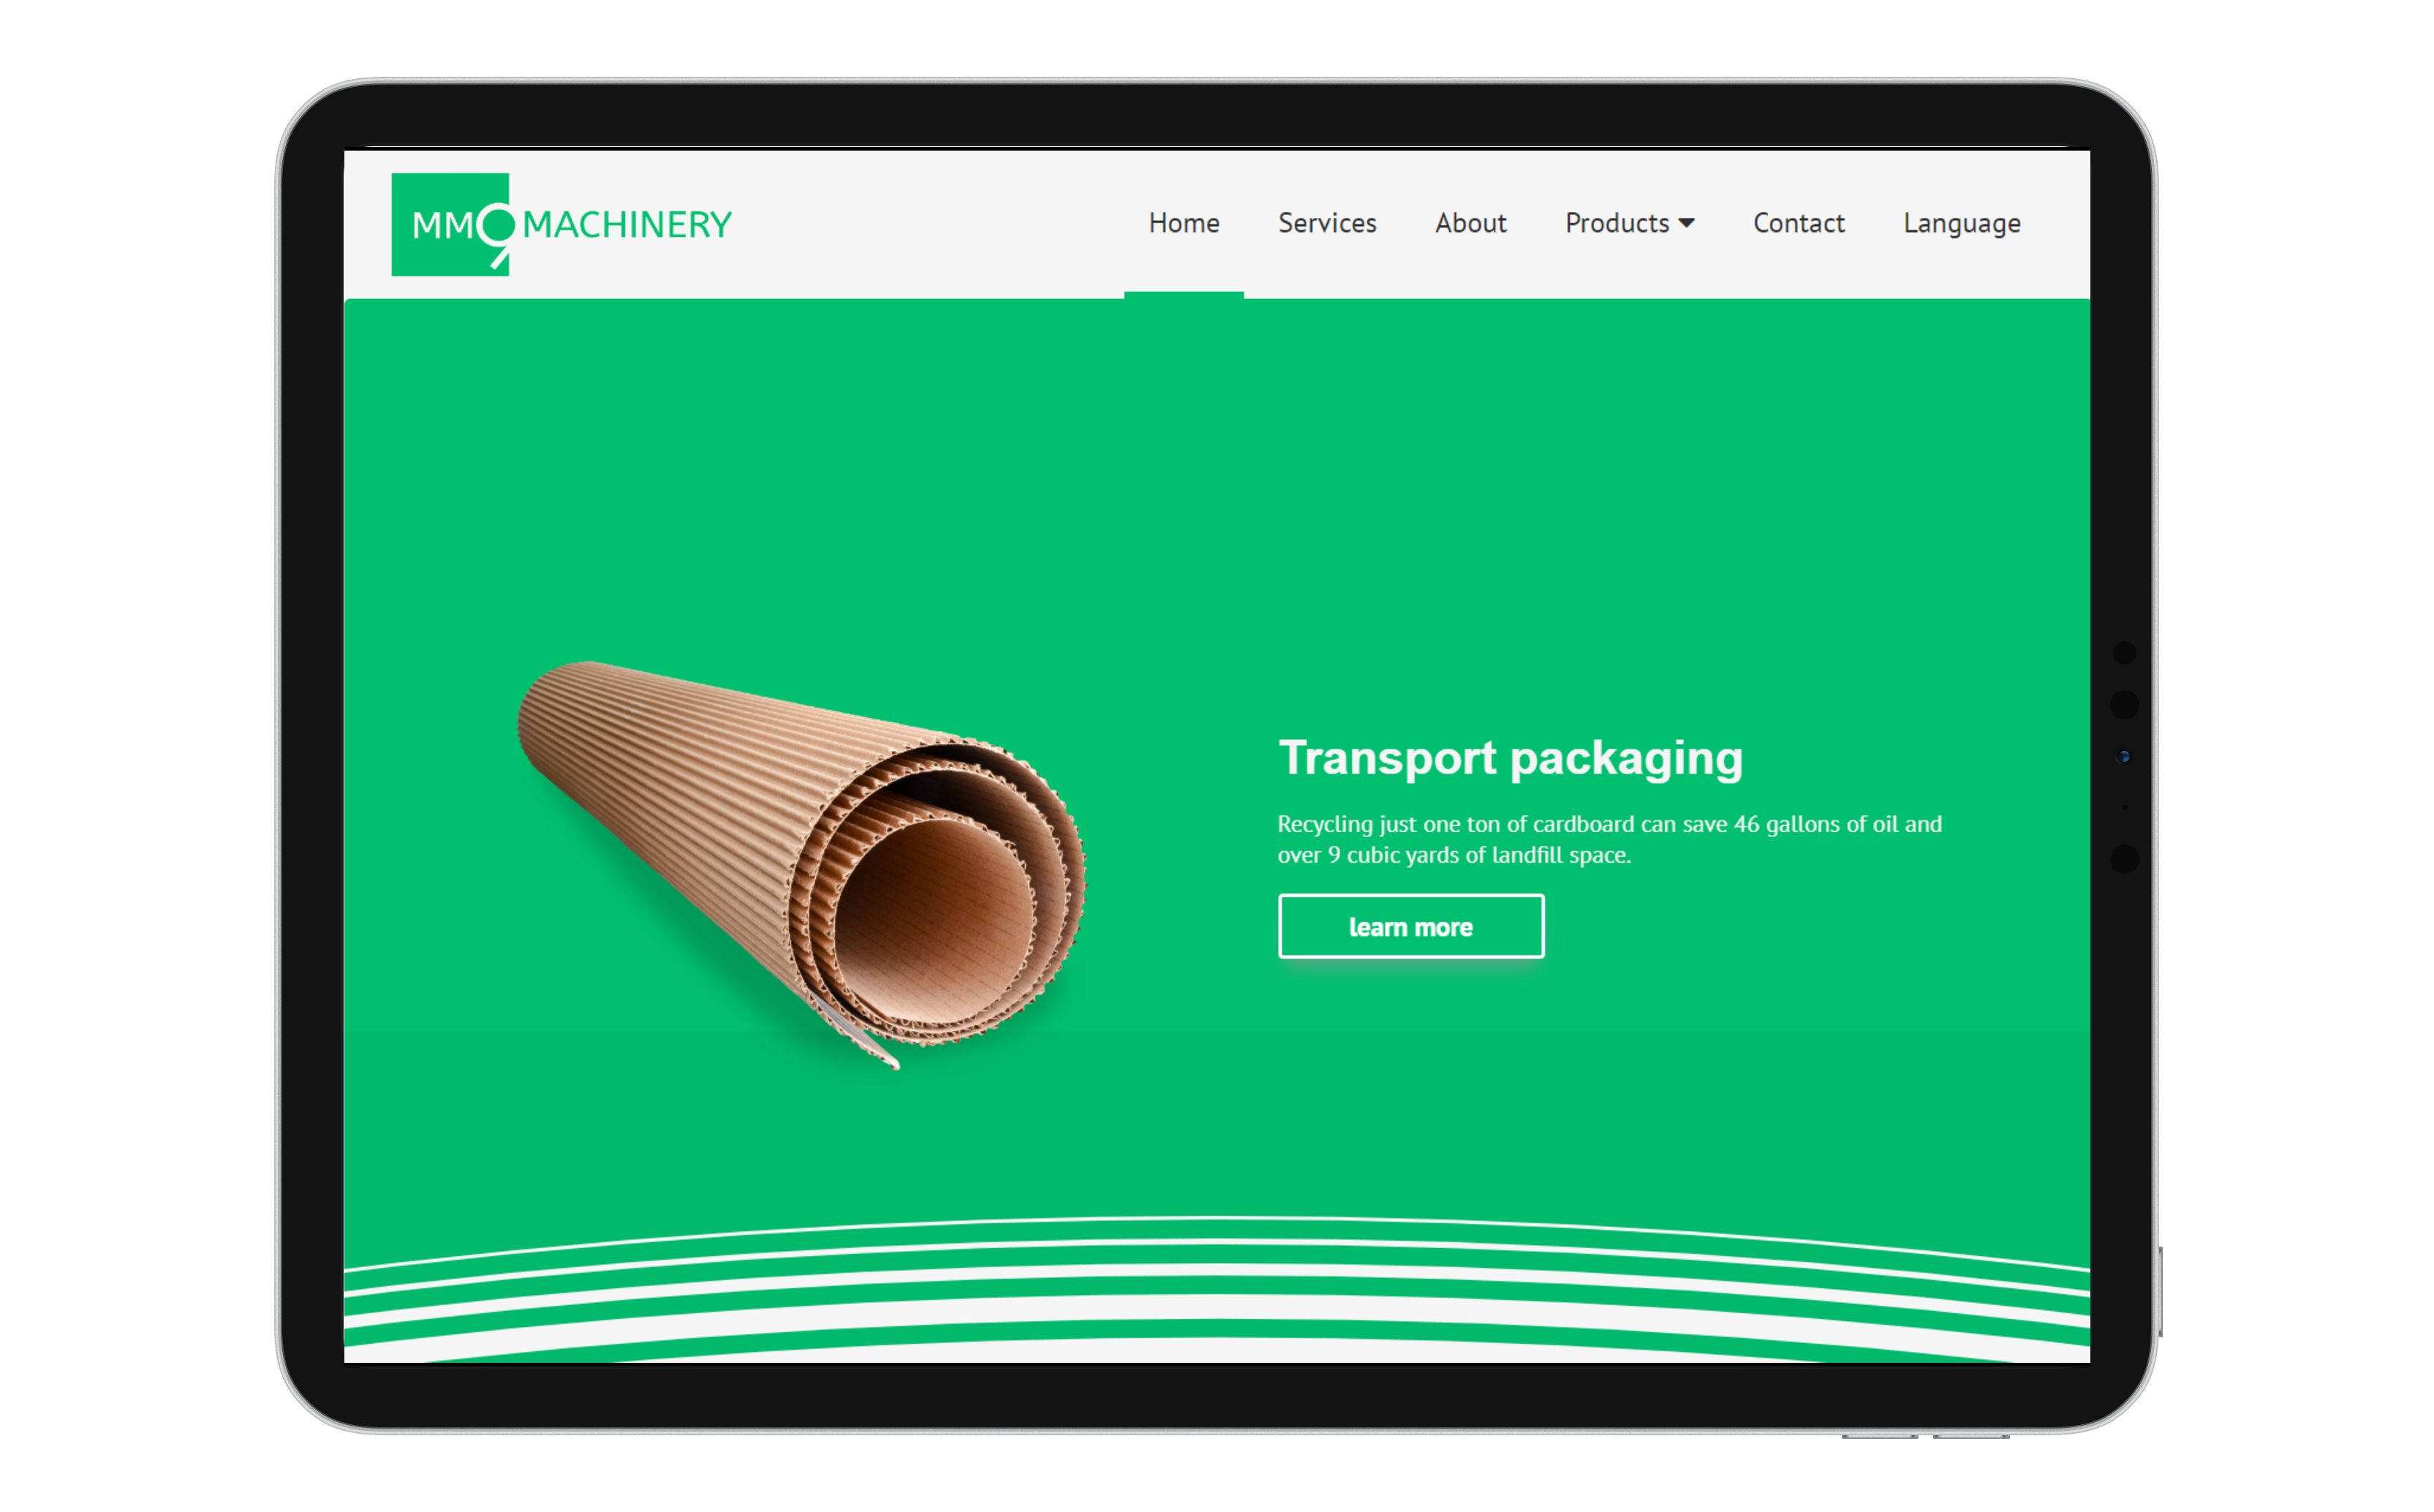 MM9 MACHINERY
Home Services About Products Contact Language
Transport packaging
Recycling just one ton of cardboard can save 46 gallons of oil and
over 9 cubic yards of landfill space.
learn more